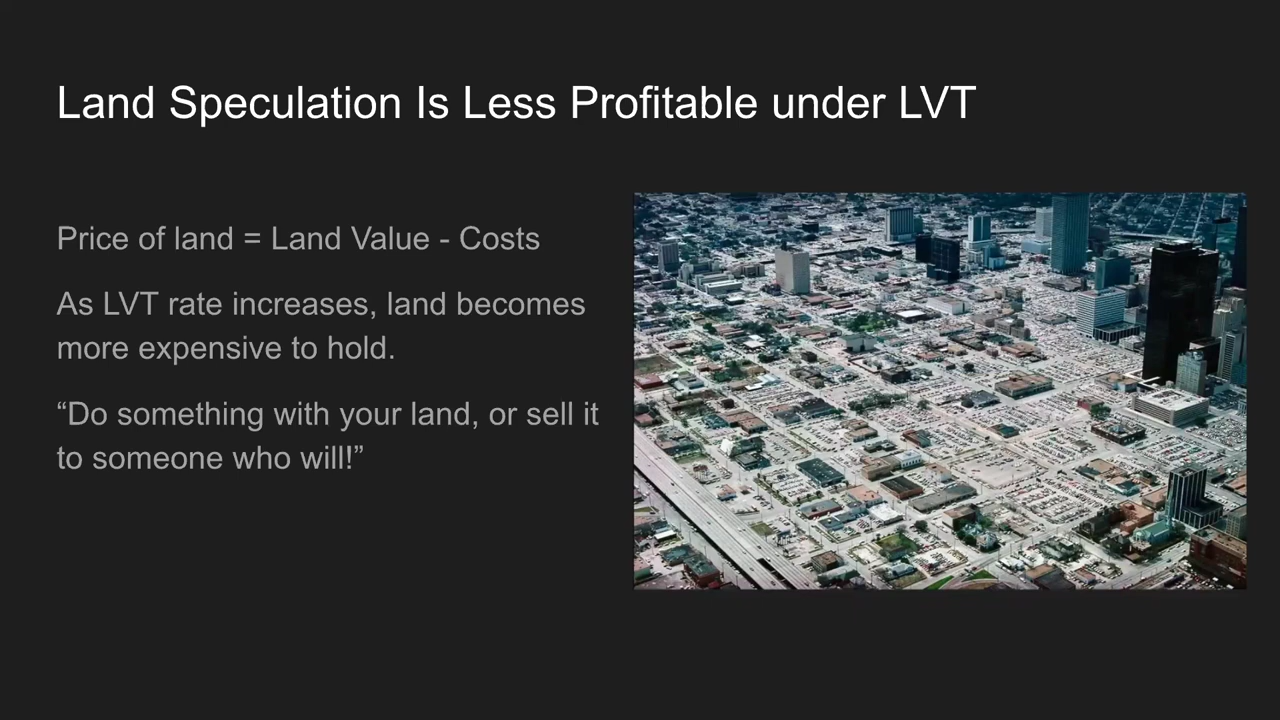 Land Speculation Is Less Profitable under LVT
Price of land = Land Value - Costs
As LVT rate increases, land becomes
more expensive to hold.
“Do something with your land, or sell it
to someone who will!”